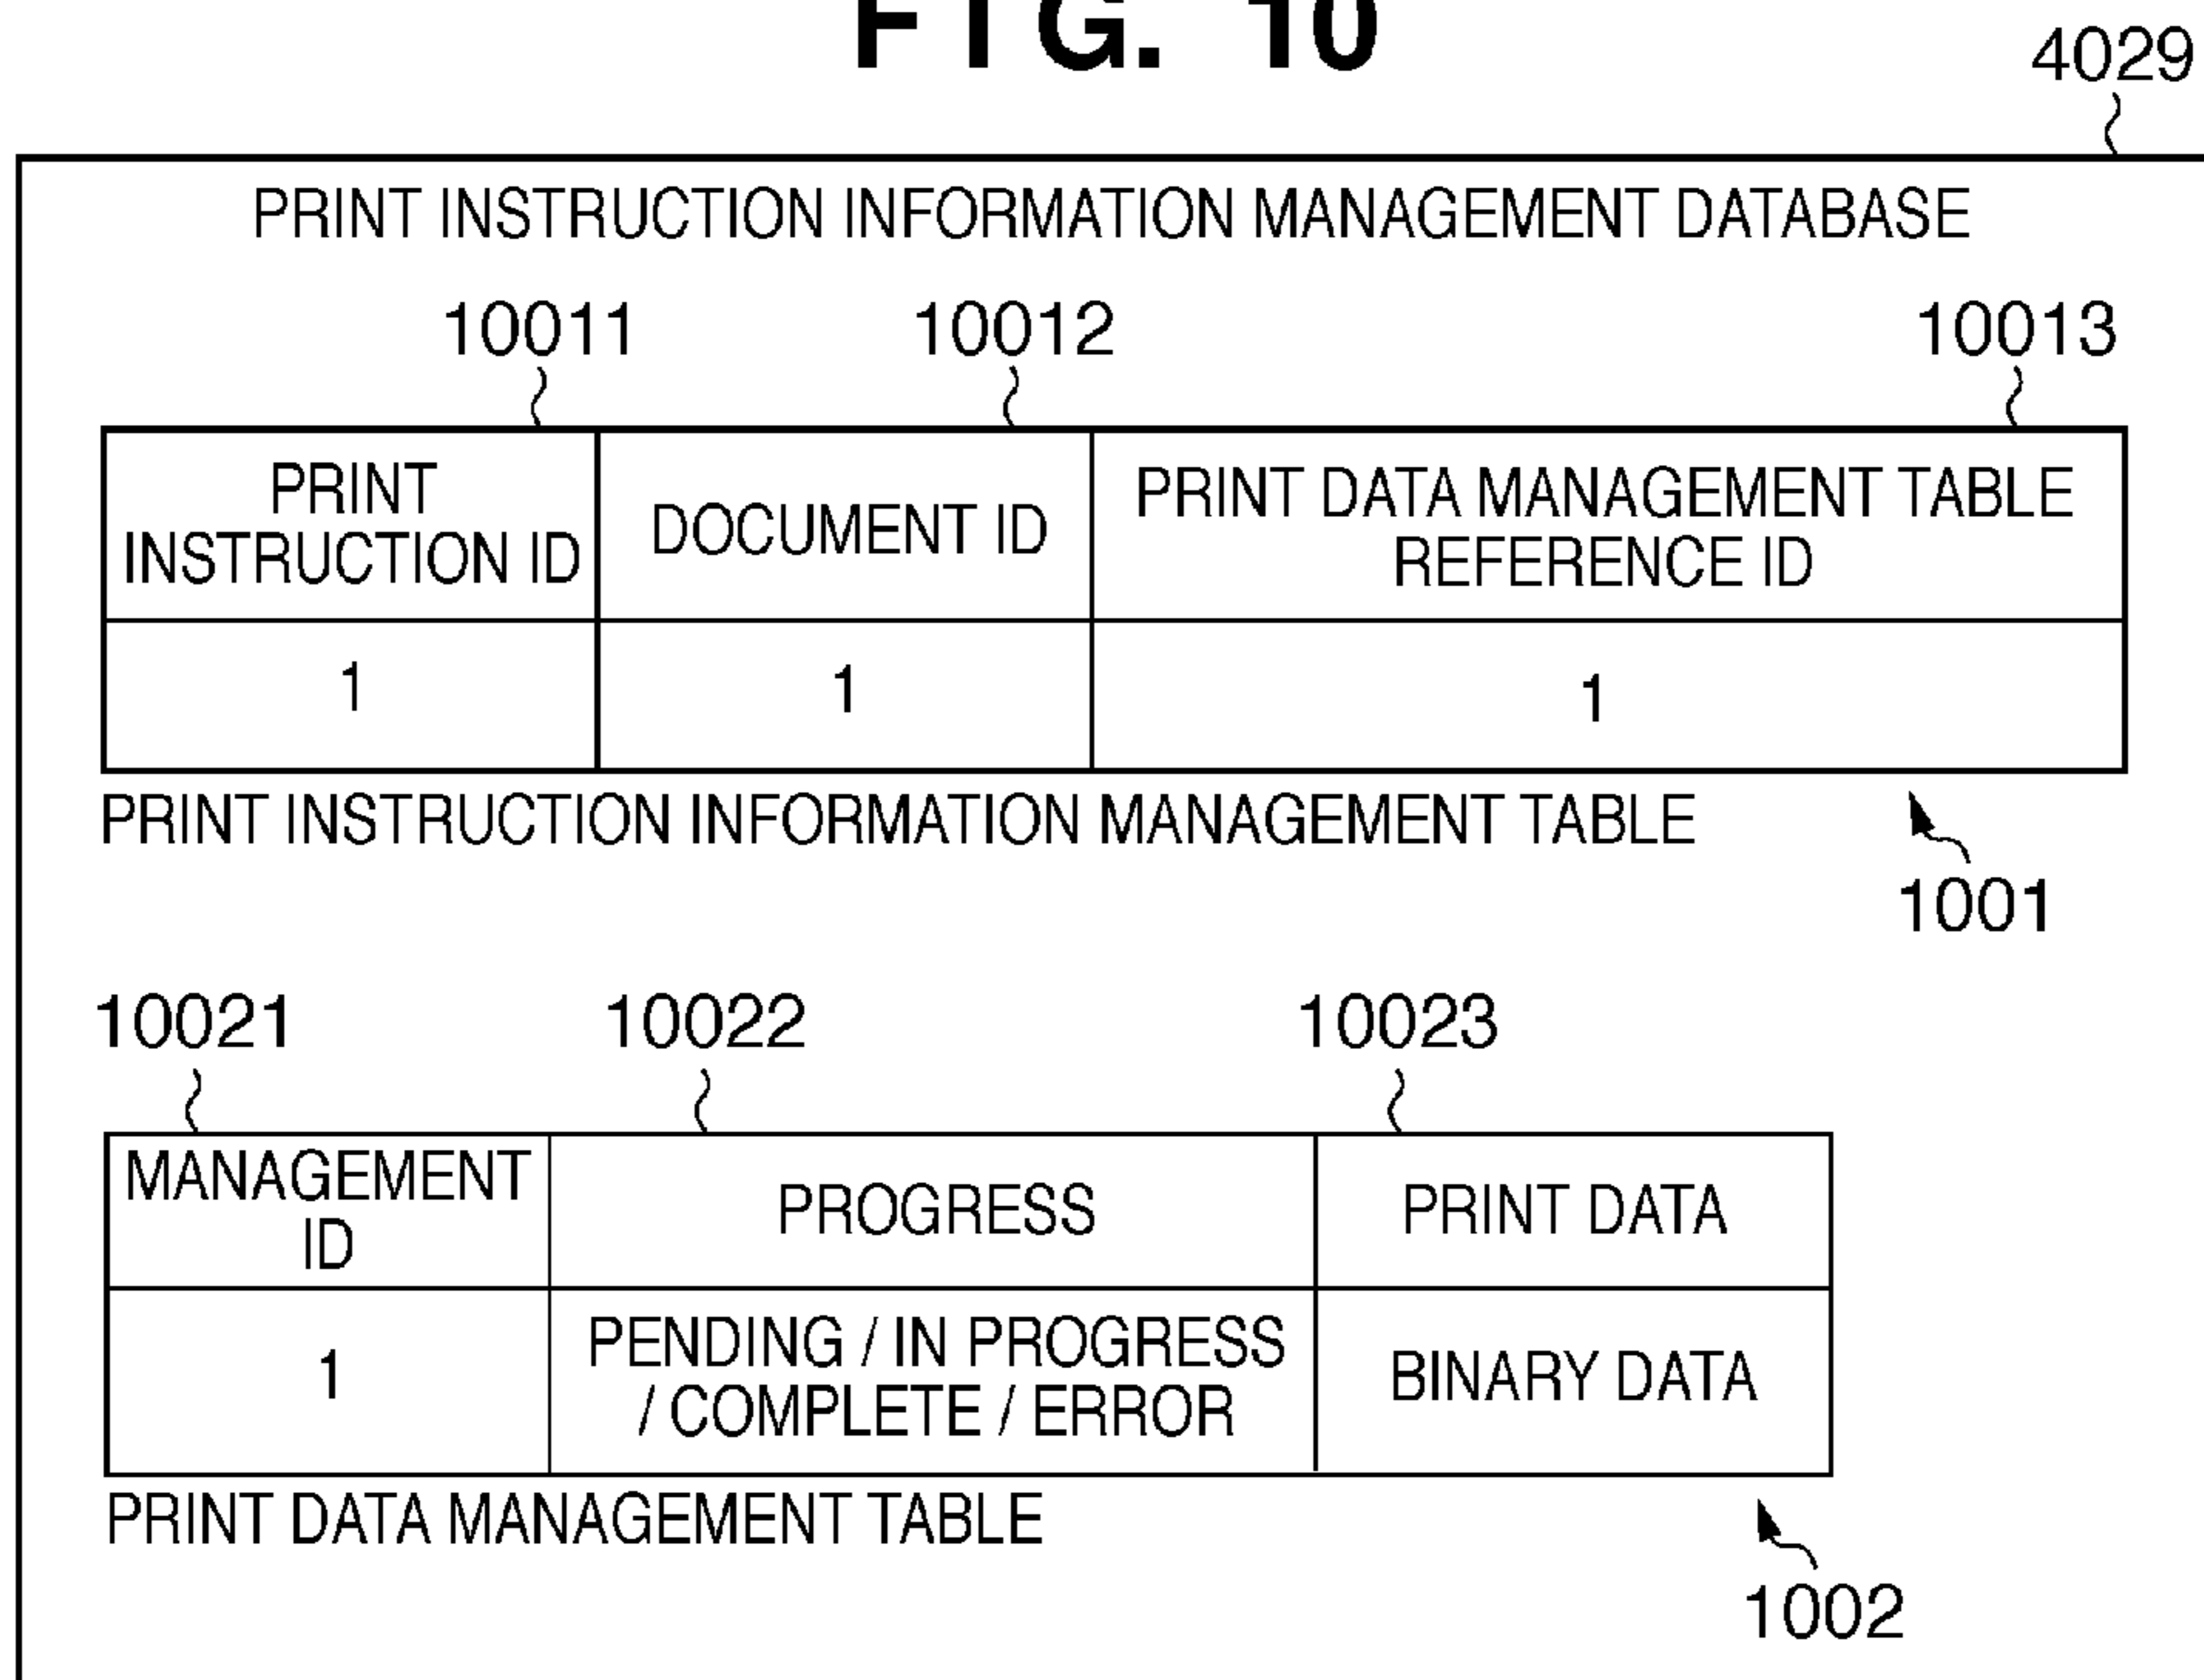 FIG. 10
4029
PRINT INSTRUCTION INFORMATION MANAGEMENT DATABASE
10011 10012 10013
PRINT
INSTRUCTION ID
DOCUMENT ID
PRINT DATA MANAGEMENT TABLE
REFERENCE ID
1 1 1
PRINT INSTRUCTION INFORMATION MANAGEMENT TABLE
1001
10021 10022 10023
MANAGEMENT
ID
PROGRESS
PRINT DATA
1
PENDING / IN PROGRESS
/ COMPLETE / ERROR
BINARY DATA
PRINT DATA MANAGEMENT TABLE
1002